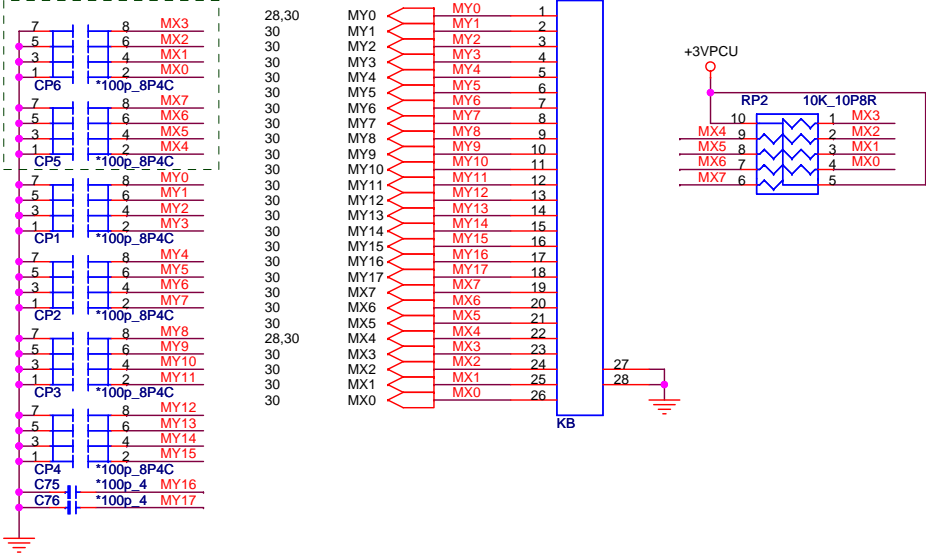 7 8 MX3
5 6 MX2
3 4 MX1
1 2 MX0
CP6 *100p_8P4C
7 8 MX7
5 6 MX6
3 4 MX5
1 2 MX4
CP5 *100p_8P4C
7 8 MY0
5 6 MY1
3 4 MY2
1 2 MY3
CP1 *100p_8P4C
7 8 MY4
5 6 MY5
3 4 MY6
1 2 MY7
CP2 *100p_8P4C
7 8 MY8
5 6 MY9
3 4 MY10
1 2 MY11
CP3 *100p_8P4C
7 8 MY12
5 6 MY13
3 4 MY14
1 2 MY15
CP4 *100p_8P4C
C75 *100p_4 MY16
C76 *100p_4 MY17
28,30 MY0 MY0 1
30 MY1 MY1 2
30 MY2 MY2 3
30 MY3 MY3 4
30 MY4 MY4 5
30 MY5 MY5 6
30 MY6 MY6 7
30 MY7 MY7 8
30 MY8 MY8 9
30 MY9 MY9 10
30 MY10 MY10 11
30 MY11 MY11 12
30 MY12 MY12 13
30 MY13 MY13 14
30 MY14 MY14 15
30 MY15 MY15 16
30 MY16 MY16 17
30 MY17 MY17 18
30 MX7 MX7 19
30 MX6 MX6 20
30 MX5 MX5 21
28,30 MX4 MX4 22
30 MX3 MX3 23
30 MX2 MX2 24
30 MX1 MX1 25
30 MX0 MX0 26
27
28
KB
+3VPCU
RP2 10K_10P8R
10 1 MX3
MX4 9 2 MX2
MX5 8 3 MX1
MX6 7 4 MX0
MX7 6 5